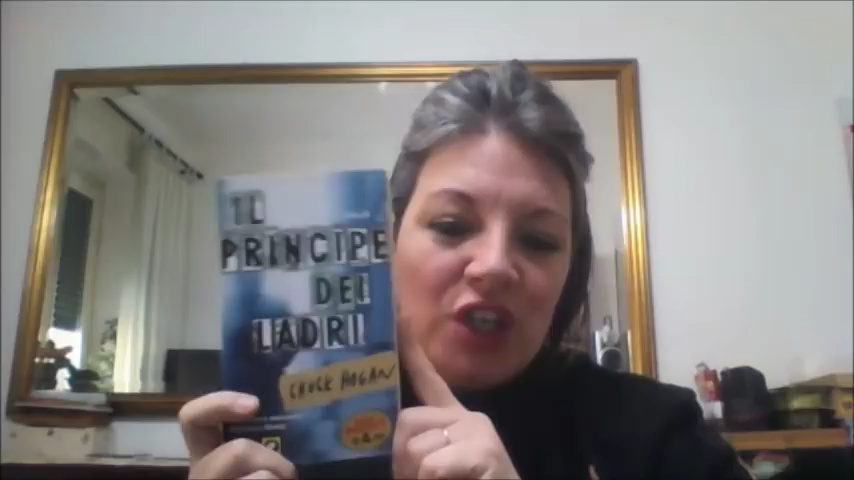 IL
PRINCIPE
DEI
LADRI
CHUCK HOGAN